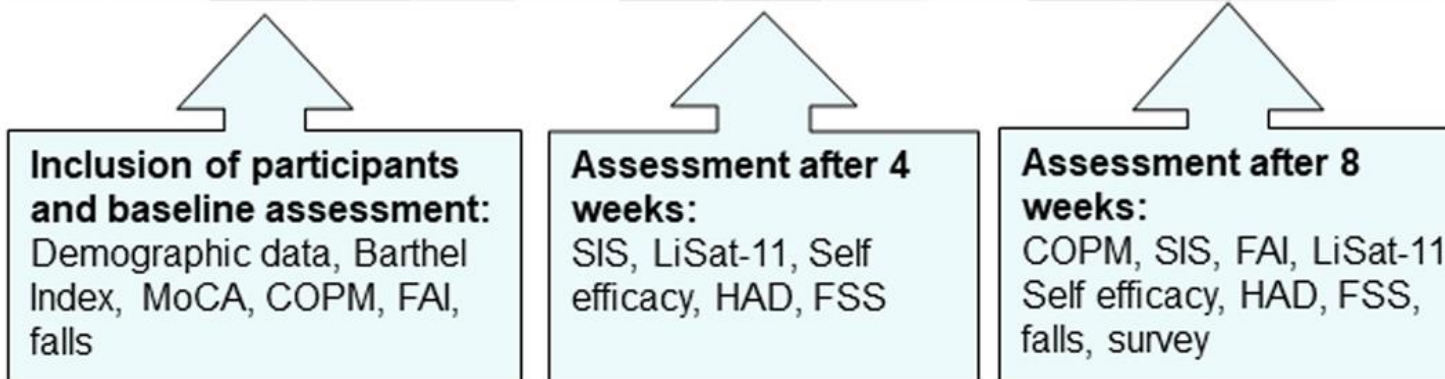 Inclusion of participants
and baseline assessment:
Demographic data, Barthel
Index, MoCA, COPM, FAI,
falls
Assessment after 4
weeks:
SIS, LiSat-11, Self
efficacy, HAD, FSS
Assessment after 8
weeks:
COPM, SIS, FAI, LiSat-11
Self efficacy, HAD, FSS,
falls, survey